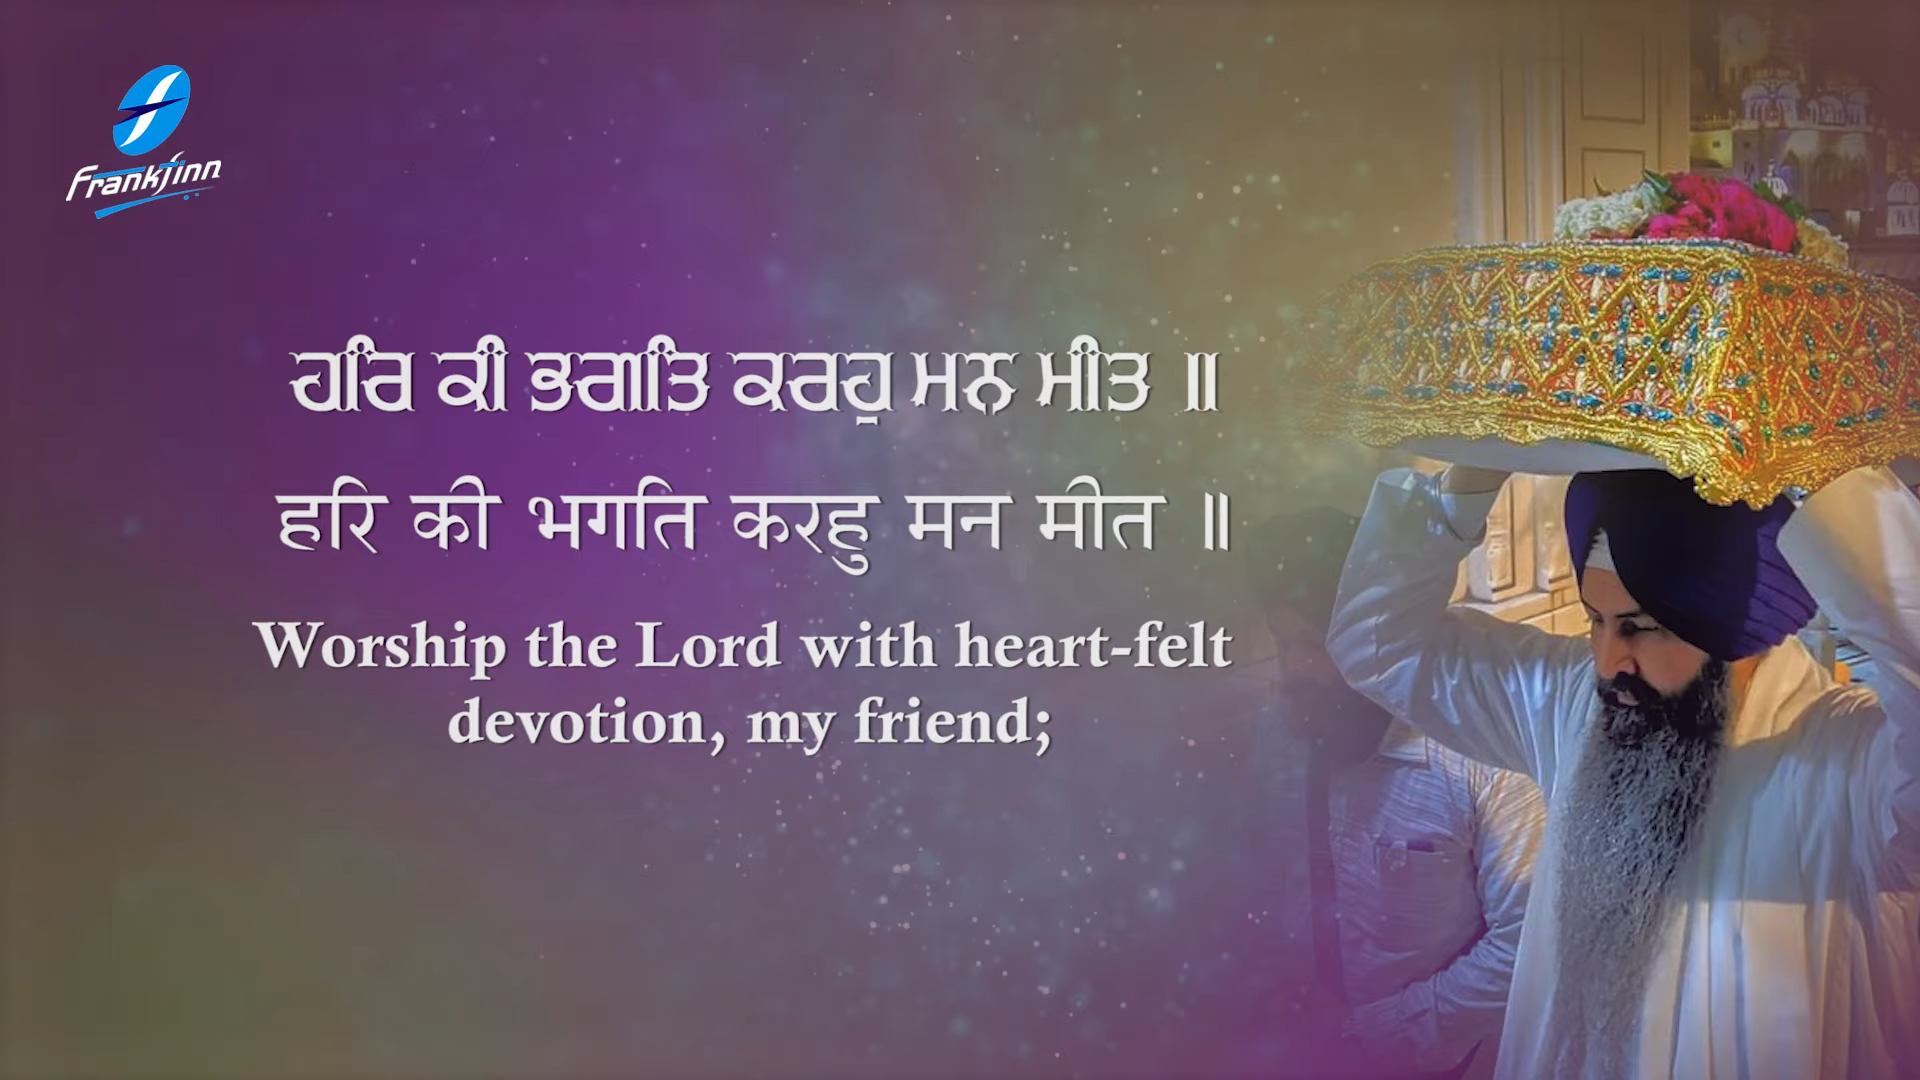 Frankfinn
ਹਰਿ ਕੀ ਭਗਤਿ ਕਰਹੁ ਮਨ ਮੀਤ ॥
हरि की भगति करहु मन मीत ॥
Worship the Lord with heart-felt
devotion, my friend;